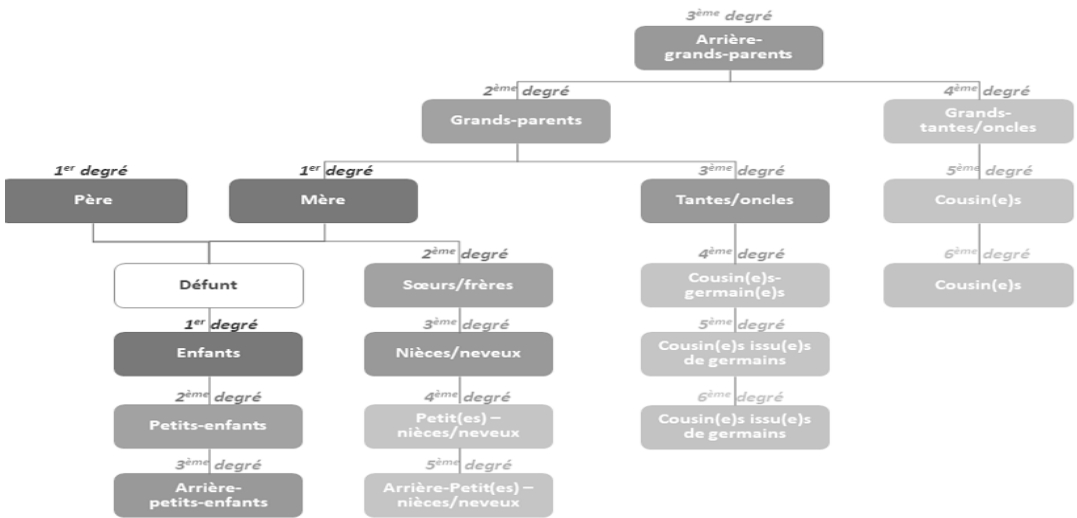 3ème degré
Arrière-
grands-parents
2ème degré
4ème degré
Grands-parents
Grands-
tantes/oncles
1er degré
1er degré
3ème degré
5ème degré
Père
Mère
Tantes/oncles
Cousin(e)s
2ème degré
4ème degré
6ème degré
Défunt
Sœurs/frères
Cousin(e)s-
germain(e)s
Cousin(e)s
1er degré
3ème degré
5ème degré
Enfants
Nièces/neveux
Cousin(e)s issu(e)s
de germains
2ème degré
4ème degré
6ème degré
Petits-enfants
Petit(es) –
nièces/neveux
Cousin(e)s issu(e)s
de germains
3ème degré
5ème degré
Arrière-
petits-enfants
Arrière-Petit(es) –
nièces/neveux